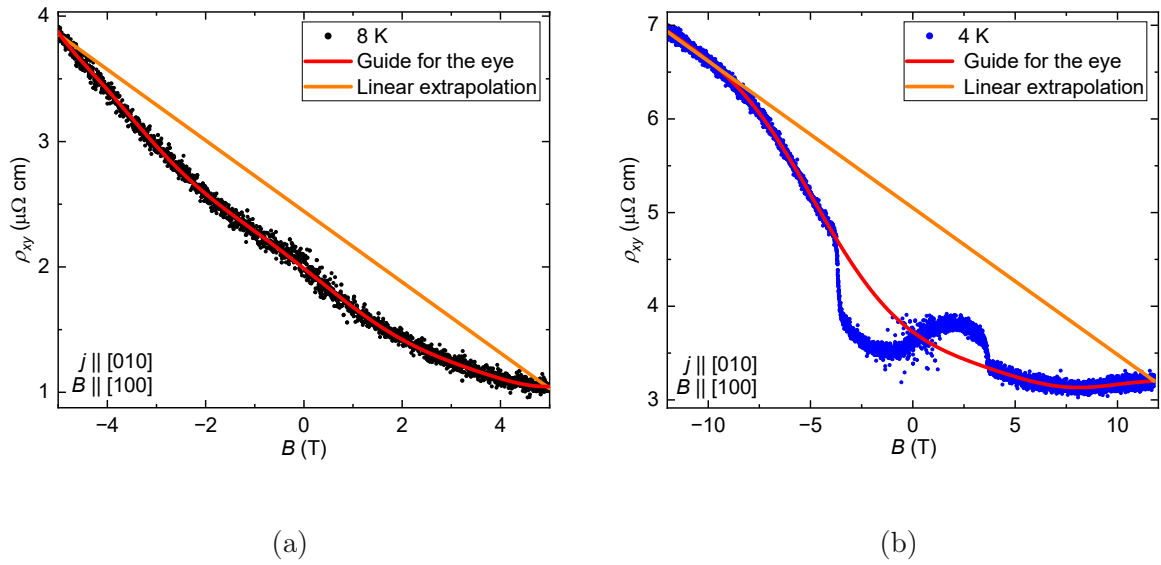 4
3
2
1
−4
−2
0
2
4
ρxy (μΩ cm)
B (T)
8 K
Guide for the eye
Linear extrapolation
j || [010]
B || [100]
(a)
7
6
5
4
3
−10
−5
0
5
10
ρxy (μΩ cm)
B (T)
4 K
Guide for the eye
Linear extrapolation
j || [010]
B || [100]
(b)